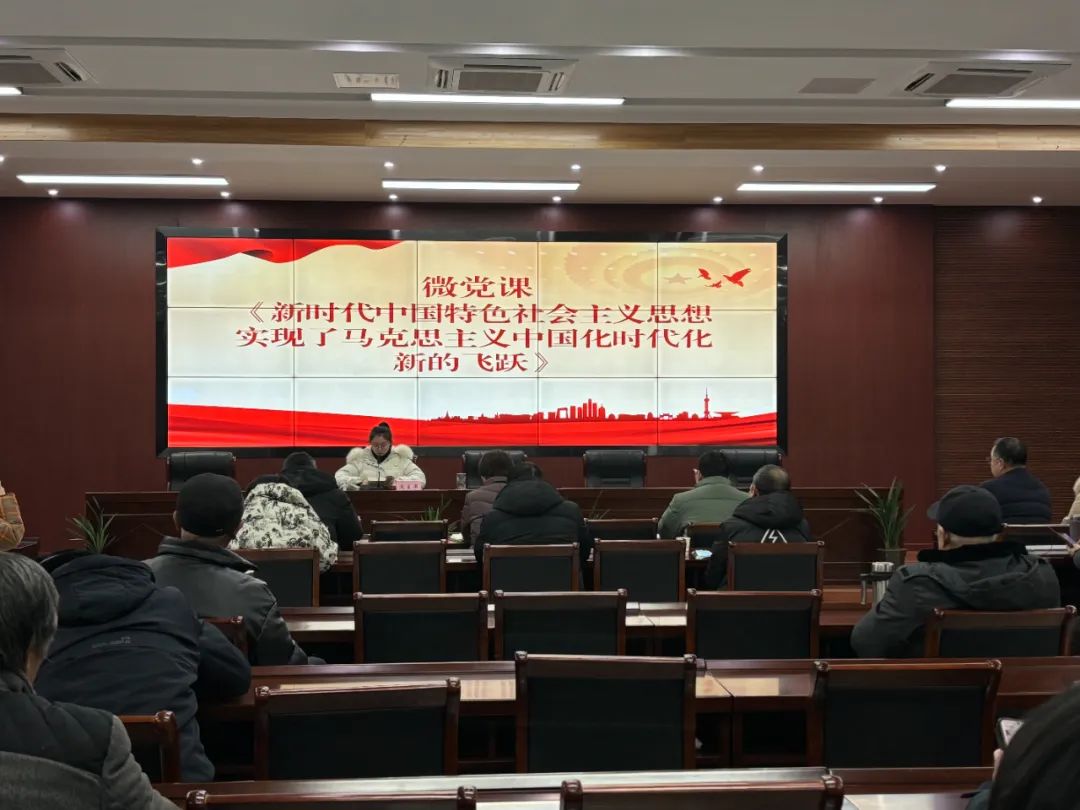 微党课
《新时代中国特色社会主义思想
实现了马克思主义中国化时代化
新的飞跃》